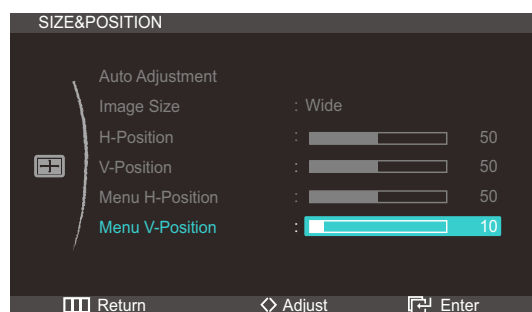 SIZE&POSITION
Auto Adjustment
Image Size : Wide
H-Position : 50
V-Position : 50
Menu H-Position : 50
Menu V-Position : 10
Return Adjust Enter